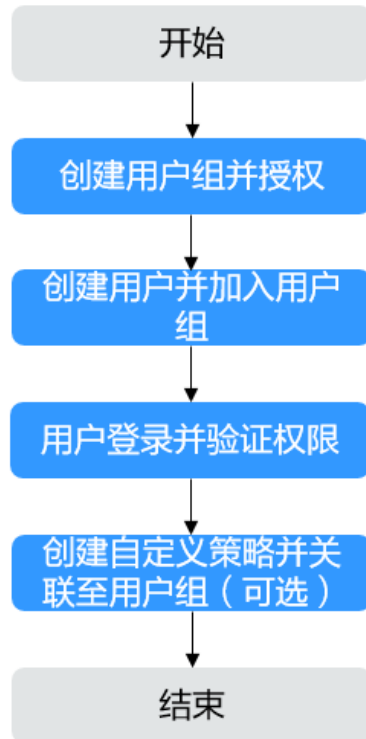 开始
创建用户组并授权
创建用户并加入用户
组
用户登录并验证权限
创建自定义策略并关
联至用户组（可选）
结束